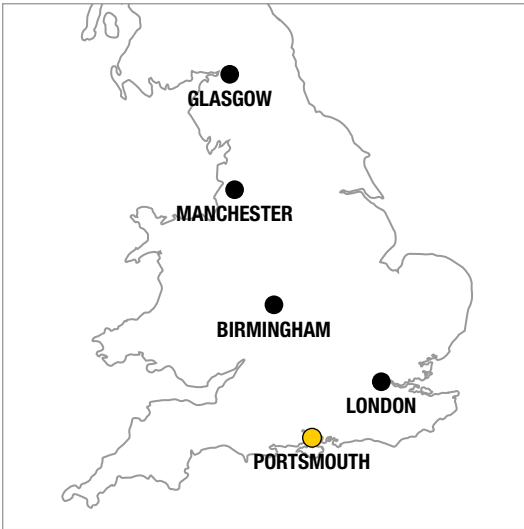 GLASGOW
MANCHESTER
BIRMINGHAM
LONDON
PORTSMOUTH